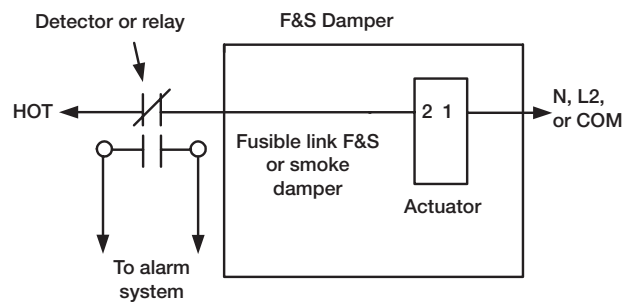 Detector or relay
F&S Damper
HOT
2 1
N, L2,
or COM
Fusible link F&S
or smoke
damper
Actuator
To alarm
system